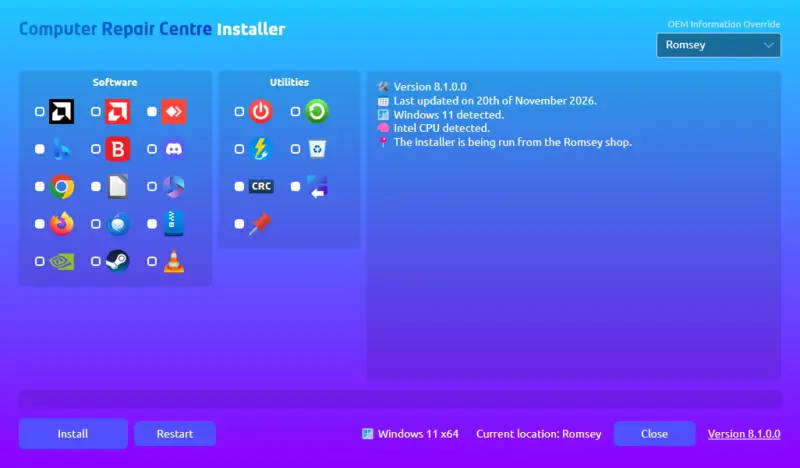 Computer Repair Centre Installer
OEM Information Override
Romsey
Software
Utilities
B
CRC
Version 8.1.0.0
Last updated on 20th of November 2026.
Windows 11 detected.
Intel CPU detected.
The installer is being run from the Romsey shop.
Install
Restart
Windows 11 x64
Current location: Romsey
Close
Version 8.1.0.0